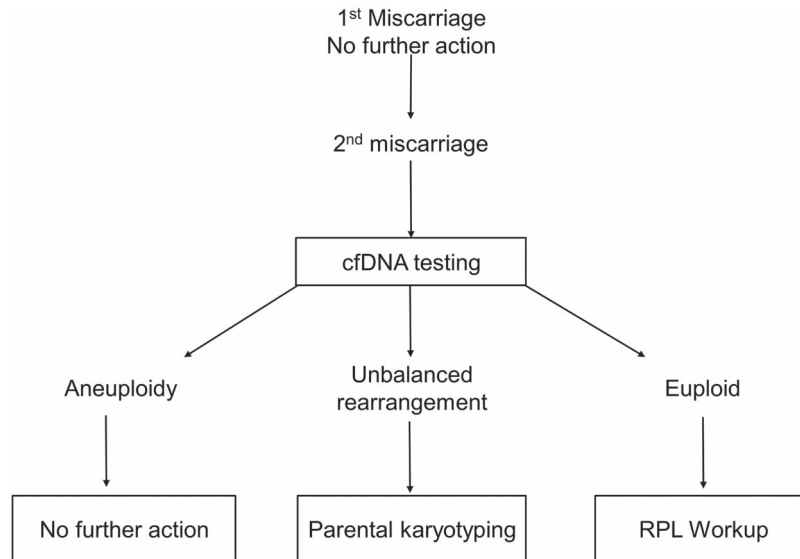 1st Miscarriage
No further action
2nd miscarriage
cfDNA testing
Aneuploidy
Unbalanced
rearrangement
Euploid
No further action
Parental karyotyping
RPL Workup